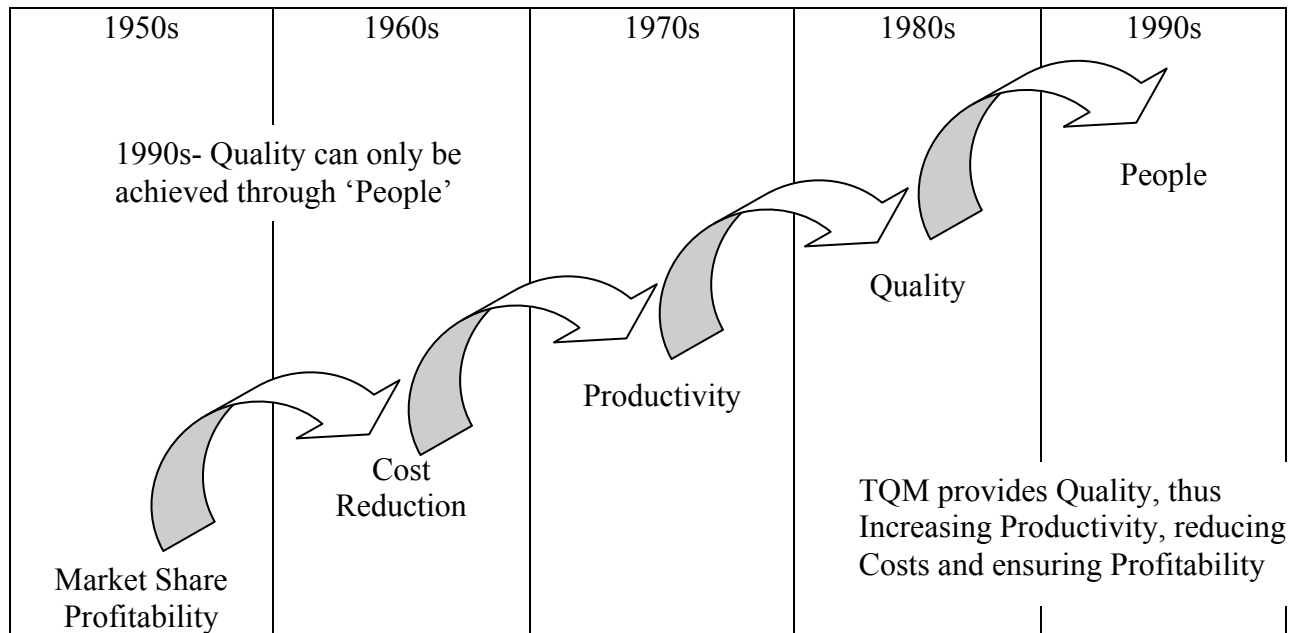 1950s
1960s
1970s
1980s
1990s
1990s- Quality can only be
achieved through ‘People’
People
Quality
Productivity
Cost
Reduction
TQM provides Quality, thus
Increasing Productivity, reducing
Costs and ensuring Profitability
Market Share
Profitability